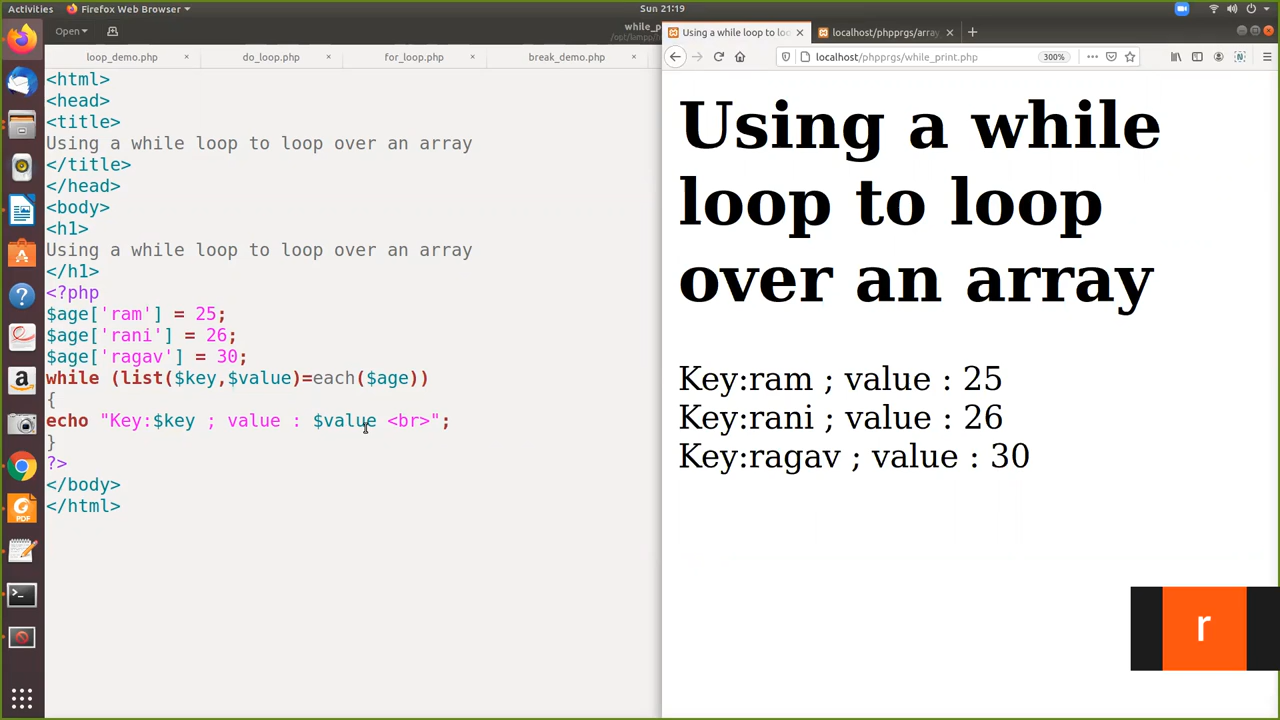 Activities Firefox Web Browser Sun 21:19
Open while_p
/opt/lampp/
loop_demo.php × do_loop.php × for_loop.php × break_demo.php ×
<html>
<head>
<title>
Using a while loop to loop over an array
</title>
</head>
<body>
<h1>
Using a while loop to loop over an array
</h1>
<?php
$age['ram'] = 25;
$age['rani'] = 26;
$age['ragav'] = 30;
while (list($key,$value)=each($age))
{
echo "Key:$key ; value : $value <br>";
}
?>
</body>
</html>
Using a while loop to loo × localhost/phpprgs/array × +
localhost/phpprgs/while_print.php 300%
Using a while
loop to loop
over an array
Key:ram ; value : 25
Key:rani ; value : 26
Key:ragav ; value : 30
r
PDF